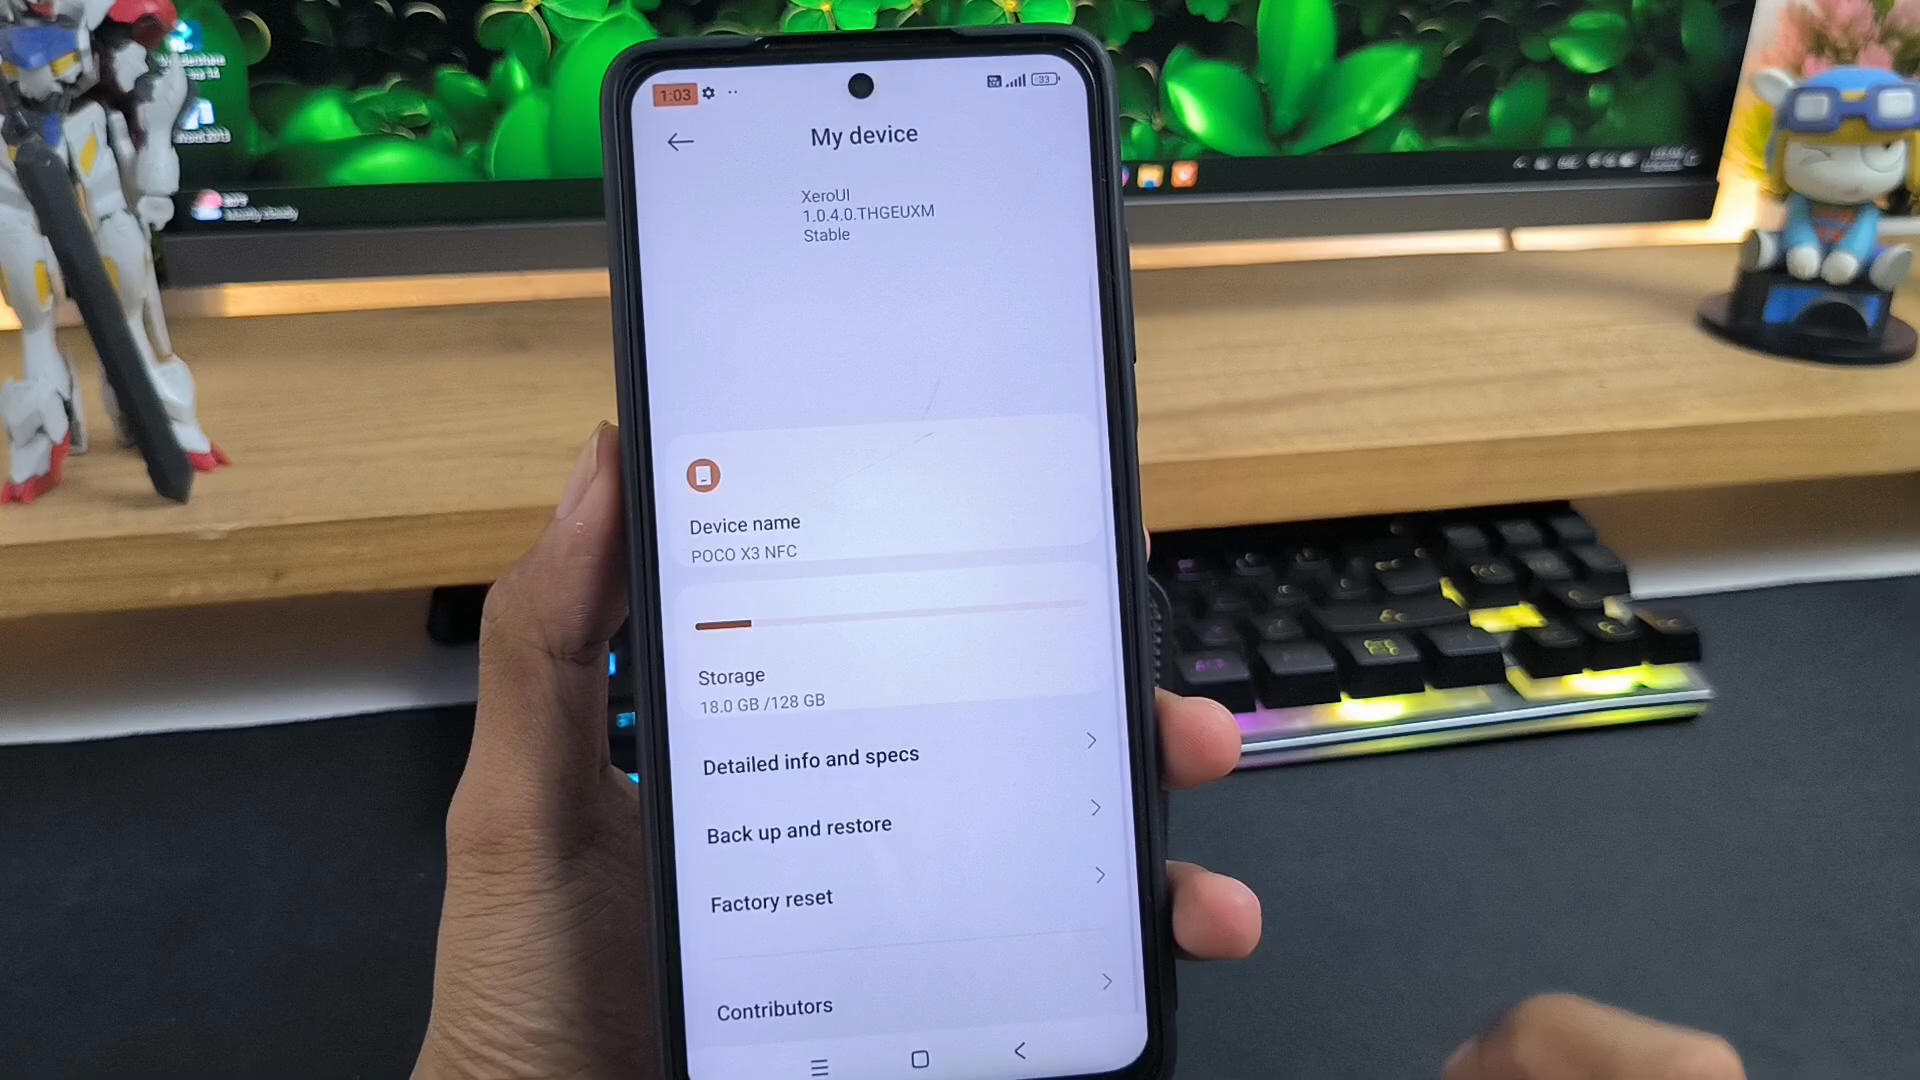 1:03
33
My device
XeroUI
1.0.4.0.THGEUXM
Stable
Device name
POCO X3 NFC
Storage
18.0 GB /128 GB
Detailed info and specs
Back up and restore
Factory reset
Contributors